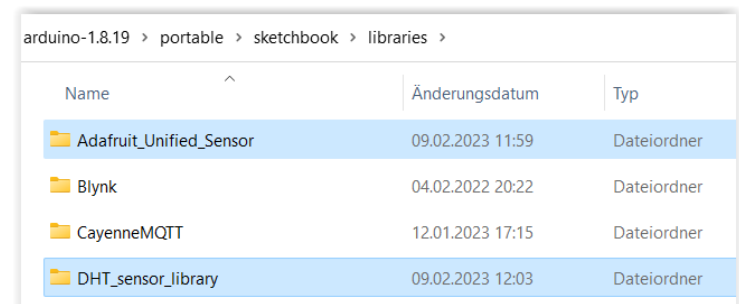 arduino-1.8.19 > portable > sketchbook > libraries >
Name Änderungsdatum Typ
Adafruit_Unified_Sensor 09.02.2023 11:59 Dateiordner
Blynk 04.02.2022 20:22 Dateiordner
CayenneMQTT 12.01.2023 17:15 Dateiordner
DHT_sensor_library 09.02.2023 12:03 Dateiordner